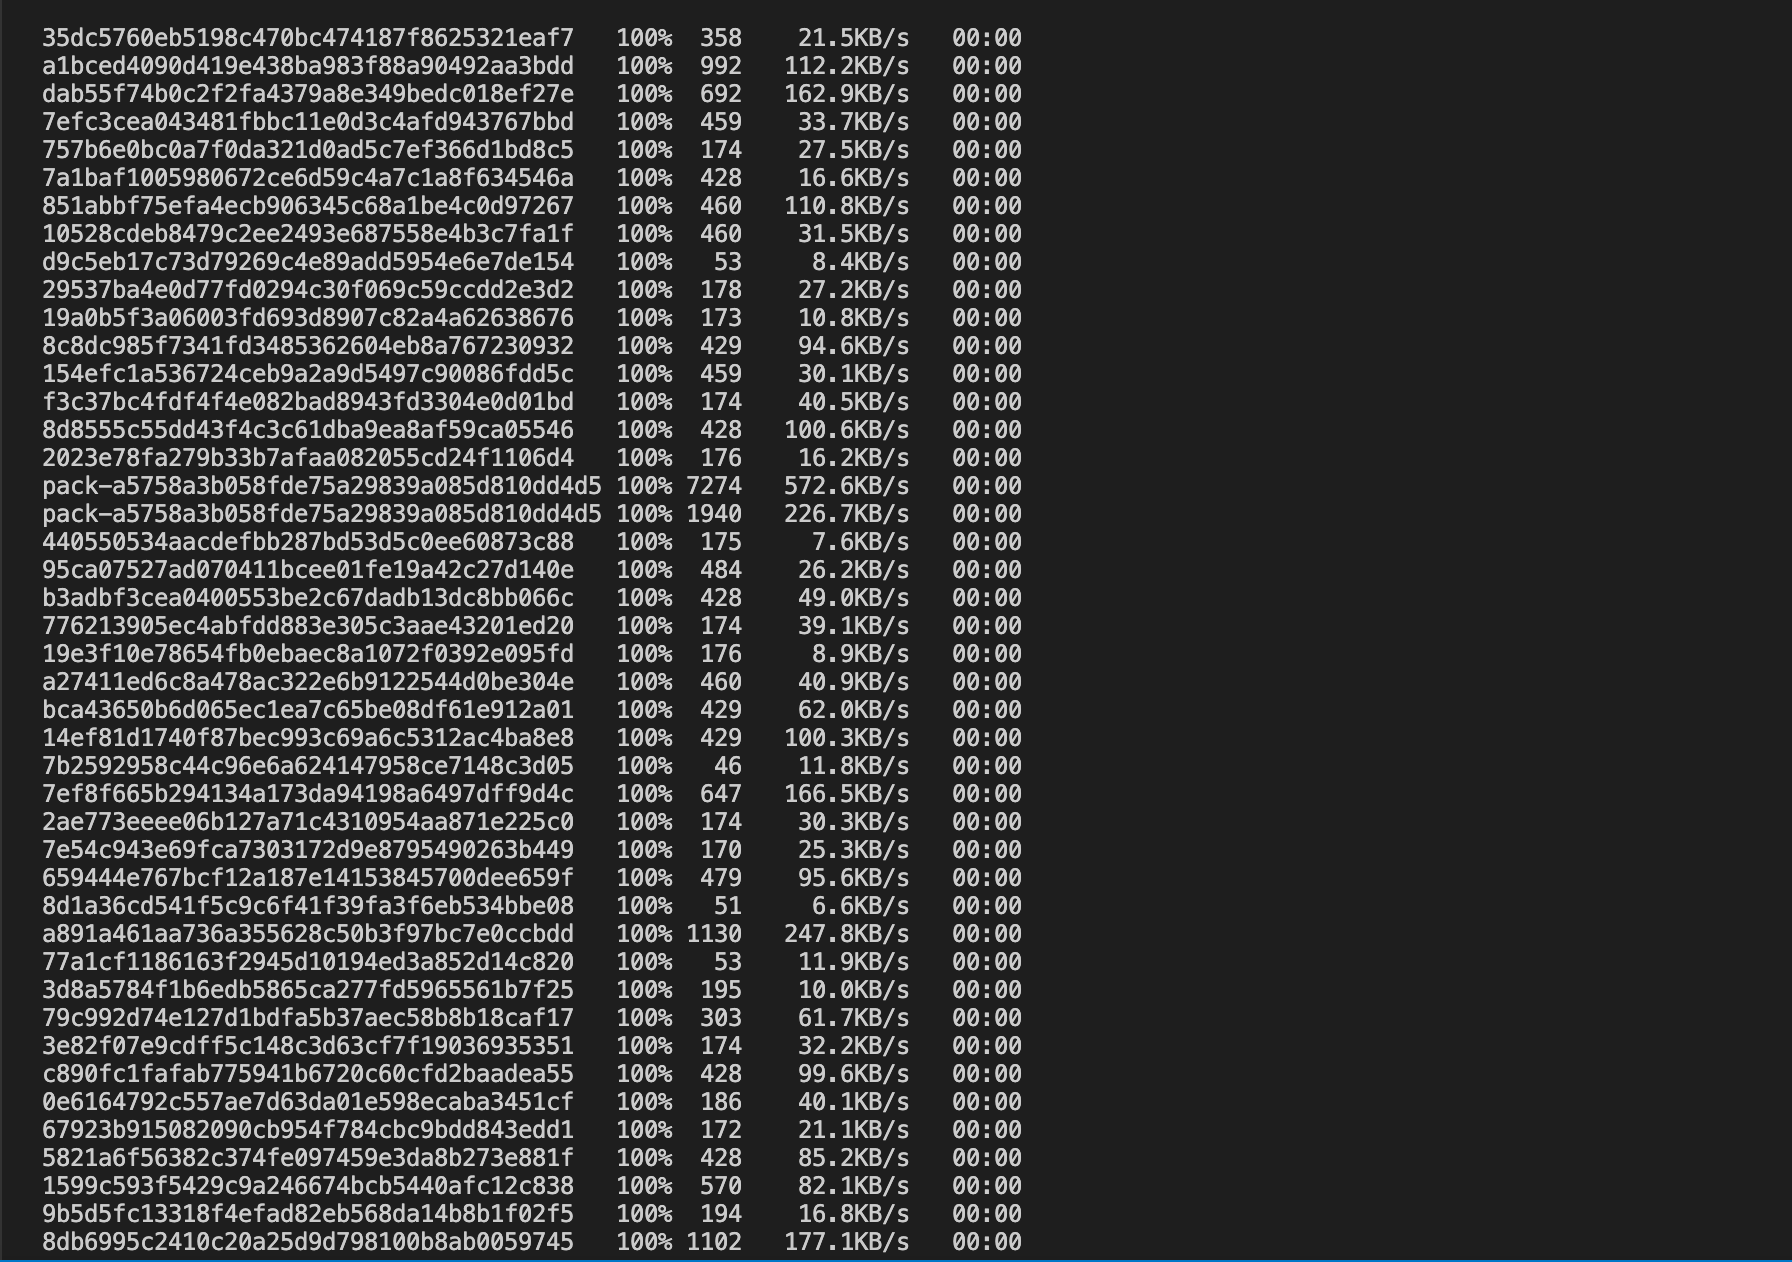 35dc5760eb5198c470bc474187f8625321eaf7 100% 358 21.5KB/s 00:00
a1bced4090d419e438ba983f88a90492aa3bdd 100% 992 112.2KB/s 00:00
dab55f74b0c2f2fa4379a8e349bedc018ef27e 100% 692 162.9KB/s 00:00
7efc3cea043481fbbc11e0d3c4afd943767bbd 100% 459 33.7KB/s 00:00
757b6e0bc0a7f0da321d0ad5c7ef366d1bd8c5 100% 174 27.5KB/s 00:00
7a1baf1005980672ce6d59c4a7c1a8f634546a 100% 428 16.6KB/s 00:00
851abbf75efa4ecb906345c68a1be4c0d97267 100% 460 110.8KB/s 00:00
10528cdeb8479c2ee2493e687558e4b3c7fa1f 100% 460 31.5KB/s 00:00
d9c5eb17c73d79269c4e89add5954e6e7de154 100% 53 8.4KB/s 00:00
29537ba4e0d77fd0294c30f069c59ccdd2e3d2 100% 178 27.2KB/s 00:00
19a0b5f3a06003fd693d8907c82a4a62638676 100% 173 10.8KB/s 00:00
8c8dc985f7341fd3485362604eb8a767230932 100% 429 94.6KB/s 00:00
154efc1a536724ceb9a2a9d5497c90086fdd5c 100% 459 30.1KB/s 00:00
f3c37bc4fdf4f4e082bad8943fd3304e0d01bd 100% 174 40.5KB/s 00:00
8d8555c55dd43f4c3c61dba9ea8af59ca05546 100% 428 100.6KB/s 00:00
2023e78fa279b33b7afaa082055cd24f1106d4 100% 176 16.2KB/s 00:00
pack-a5758a3b058fde75a29839a085d810dd4d5 100% 7274 572.6KB/s 00:00
pack-a5758a3b058fde75a29839a085d810dd4d5 100% 1940 226.7KB/s 00:00
440550534aacdefbb287bd53d5c0ee60873c88 100% 175 7.6KB/s 00:00
95ca07527ad070411bcee01fe19a42c27d140e 100% 484 26.2KB/s 00:00
b3adbf3cea0400553be2c67dadb13dc8bb066c 100% 428 49.0KB/s 00:00
776213905ec4abfdd883e305c3aae43201ed20 100% 174 39.1KB/s 00:00
19e3f10e78654fb0ebaec8a1072f0392e095fd 100% 176 8.9KB/s 00:00
a27411ed6c8a478ac322e6b9122544d0be304e 100% 460 40.9KB/s 00:00
bca43650b6d065ec1ea7c65be08df61e912a01 100% 429 62.0KB/s 00:00
14ef81d1740f87bec993c69a6c5312ac4ba8e8 100% 429 100.3KB/s 00:00
7b2592958c44c96e6a624147958ce7148c3d05 100% 46 11.8KB/s 00:00
7ef8f665b294134a173da94198a6497dff9d4c 100% 647 166.5KB/s 00:00
2ae773eeee06b127a71c4310954aa871e225c0 100% 174 30.3KB/s 00:00
7e54c943e69fca7303172d9e8795490263b449 100% 170 25.3KB/s 00:00
659444e767bcf12a187e14153845700dee659f 100% 479 95.6KB/s 00:00
8d1a36cd541f5c9c6f41f39fa3f6eb534bbe08 100% 51 6.6KB/s 00:00
a891a461aa736a355628c50b3f97bc7e0ccbdd 100% 1130 247.8KB/s 00:00
77a1cf1186163f2945d10194ed3a852d14c820 100% 53 11.9KB/s 00:00
3d8a5784f1b6edb5865ca277fd5965561b7f25 100% 195 10.0KB/s 00:00
79c992d74e127d1bdfa5b37aec58b8b18caf17 100% 303 61.7KB/s 00:00
3e82f07e9cdff5c148c3d63cf7f19036935351 100% 174 32.2KB/s 00:00
c890fc1fafab775941b6720c60cfd2baadea55 100% 428 99.6KB/s 00:00
0e6164792c557ae7d63da01e598ecaba3451cf 100% 186 40.1KB/s 00:00
67923b915082090cb954f784cbc9bdd843edd1 100% 172 21.1KB/s 00:00
5821a6f56382c374fe097459e3da8b273e881f 100% 428 85.2KB/s 00:00
1599c593f5429c9a246674bcb5440afc12c838 100% 570 82.1KB/s 00:00
9b5d5fc13318f4efad82eb568da14b8b1f02f5 100% 194 16.8KB/s 00:00
8db6995c2410c20a25d9d798100b8ab0059745 100% 1102 177.1KB/s 00:00